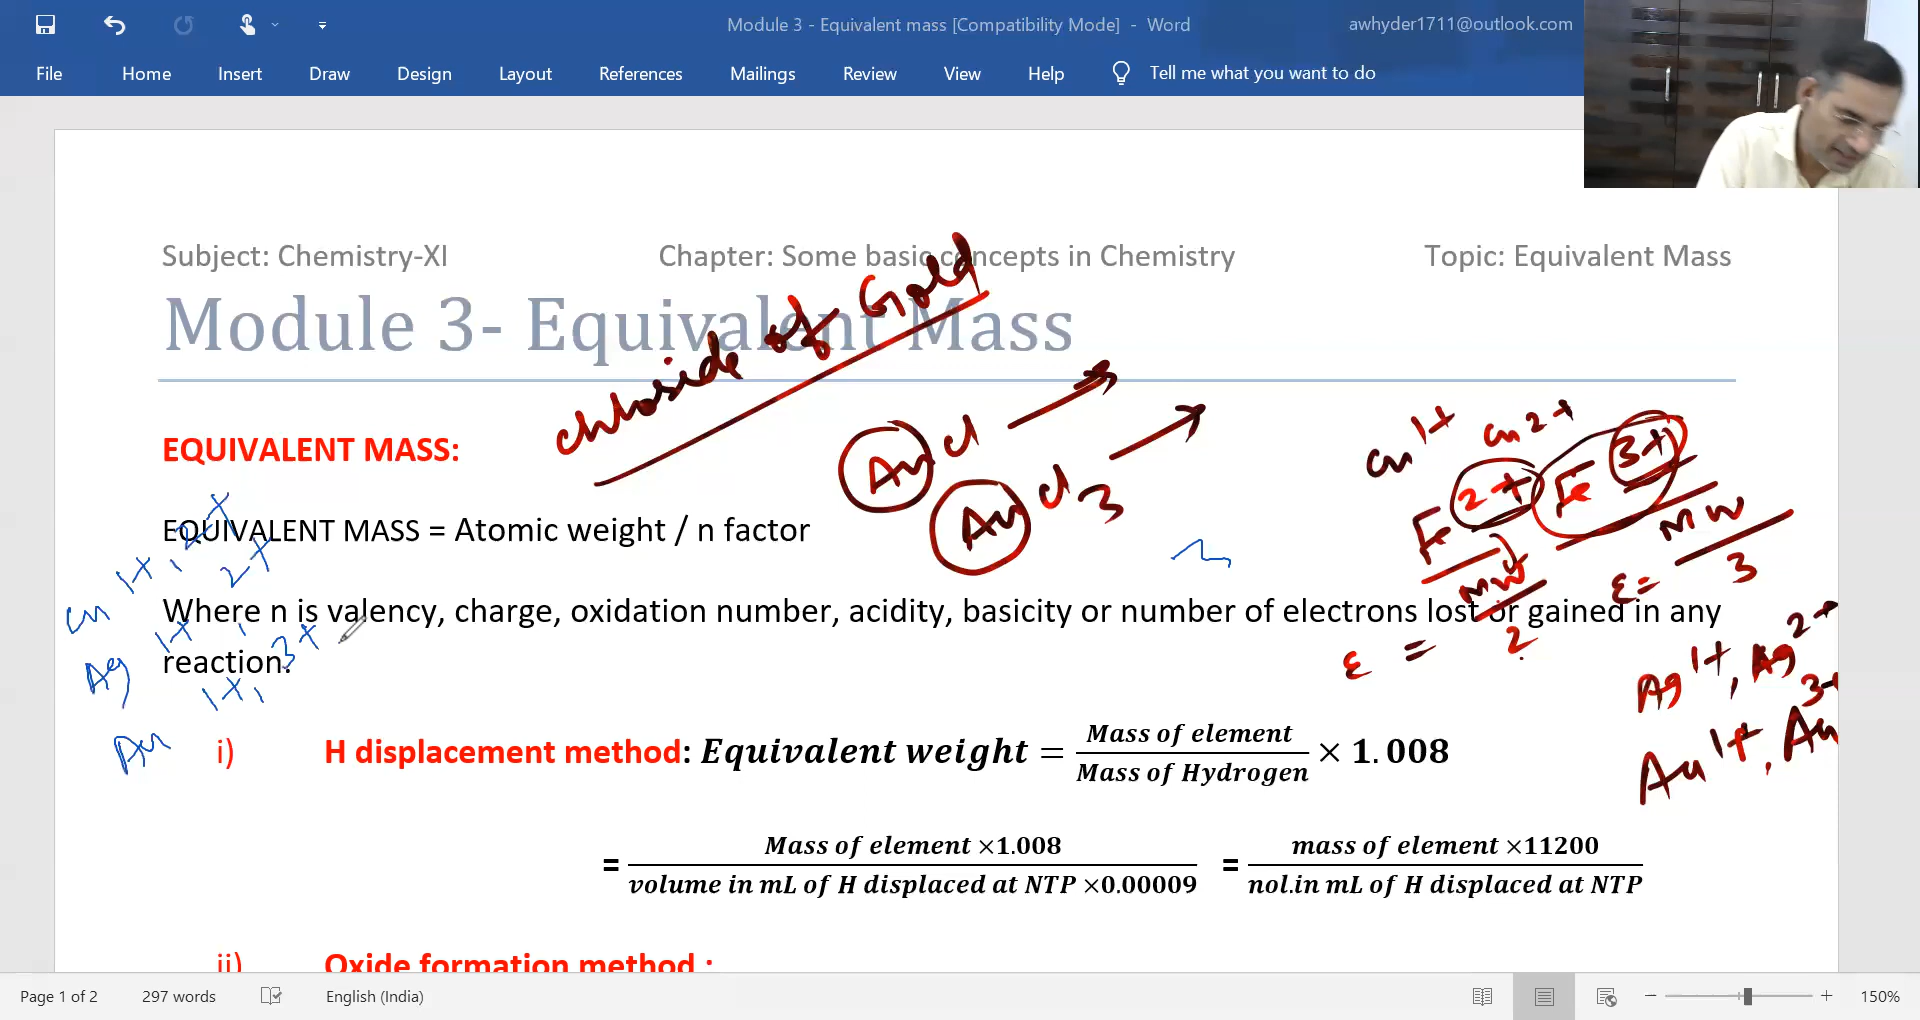 Module 3 - Equivalent mass [Compatibility Mode] - Word
awhyder1711@outlook.com
File Home Insert Draw Design Layout References Mailings Review View Help Tell me what you want to do
Subject: Chemistry-XI Chapter: Some basic concepts in Chemistry Topic: Equivalent Mass
Module 3- Equivalent Mass
chloride of Gold
EQUIVALENT MASS:
AuCl
AuCl3
Cu1+ Cu2+
Fe2+ Fe3+
MW
3
MW
2
E =
E =
EQUIVALENT MASS = Atomic weight / n factor
Where n is valency, charge, oxidation number, acidity, basicity or number of electrons lost or gained in any
reaction.
Cu 1+, 2+
Ag 1+, 2+
Au 1+, 3+
Ag1+, Ag2+
Au1+, Au3+
i) H displacement method: Equivalent weight = Mass of element / Mass of Hydrogen × 1.008
= Mass of element ×1.008 / volume in mL of H displaced at NTP ×0.00009 = mass of element ×11200 / nol.in mL of H displaced at NTP
ii) Oxide formation method :
Page 1 of 2 297 words English (India) 150%